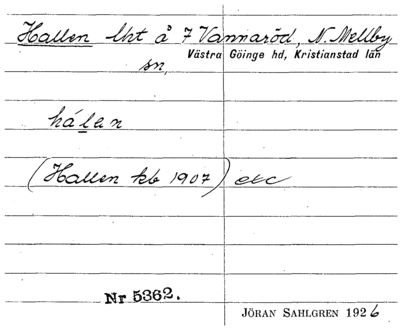 Hallen lht å 7 Vannaröd, N. Mellby
Västra Göinge hd, Kristianstad län
sn,
hálen
(Hallen kb 1907) etc
Nr 5362.
JÖRAN SAHLGREN 1926